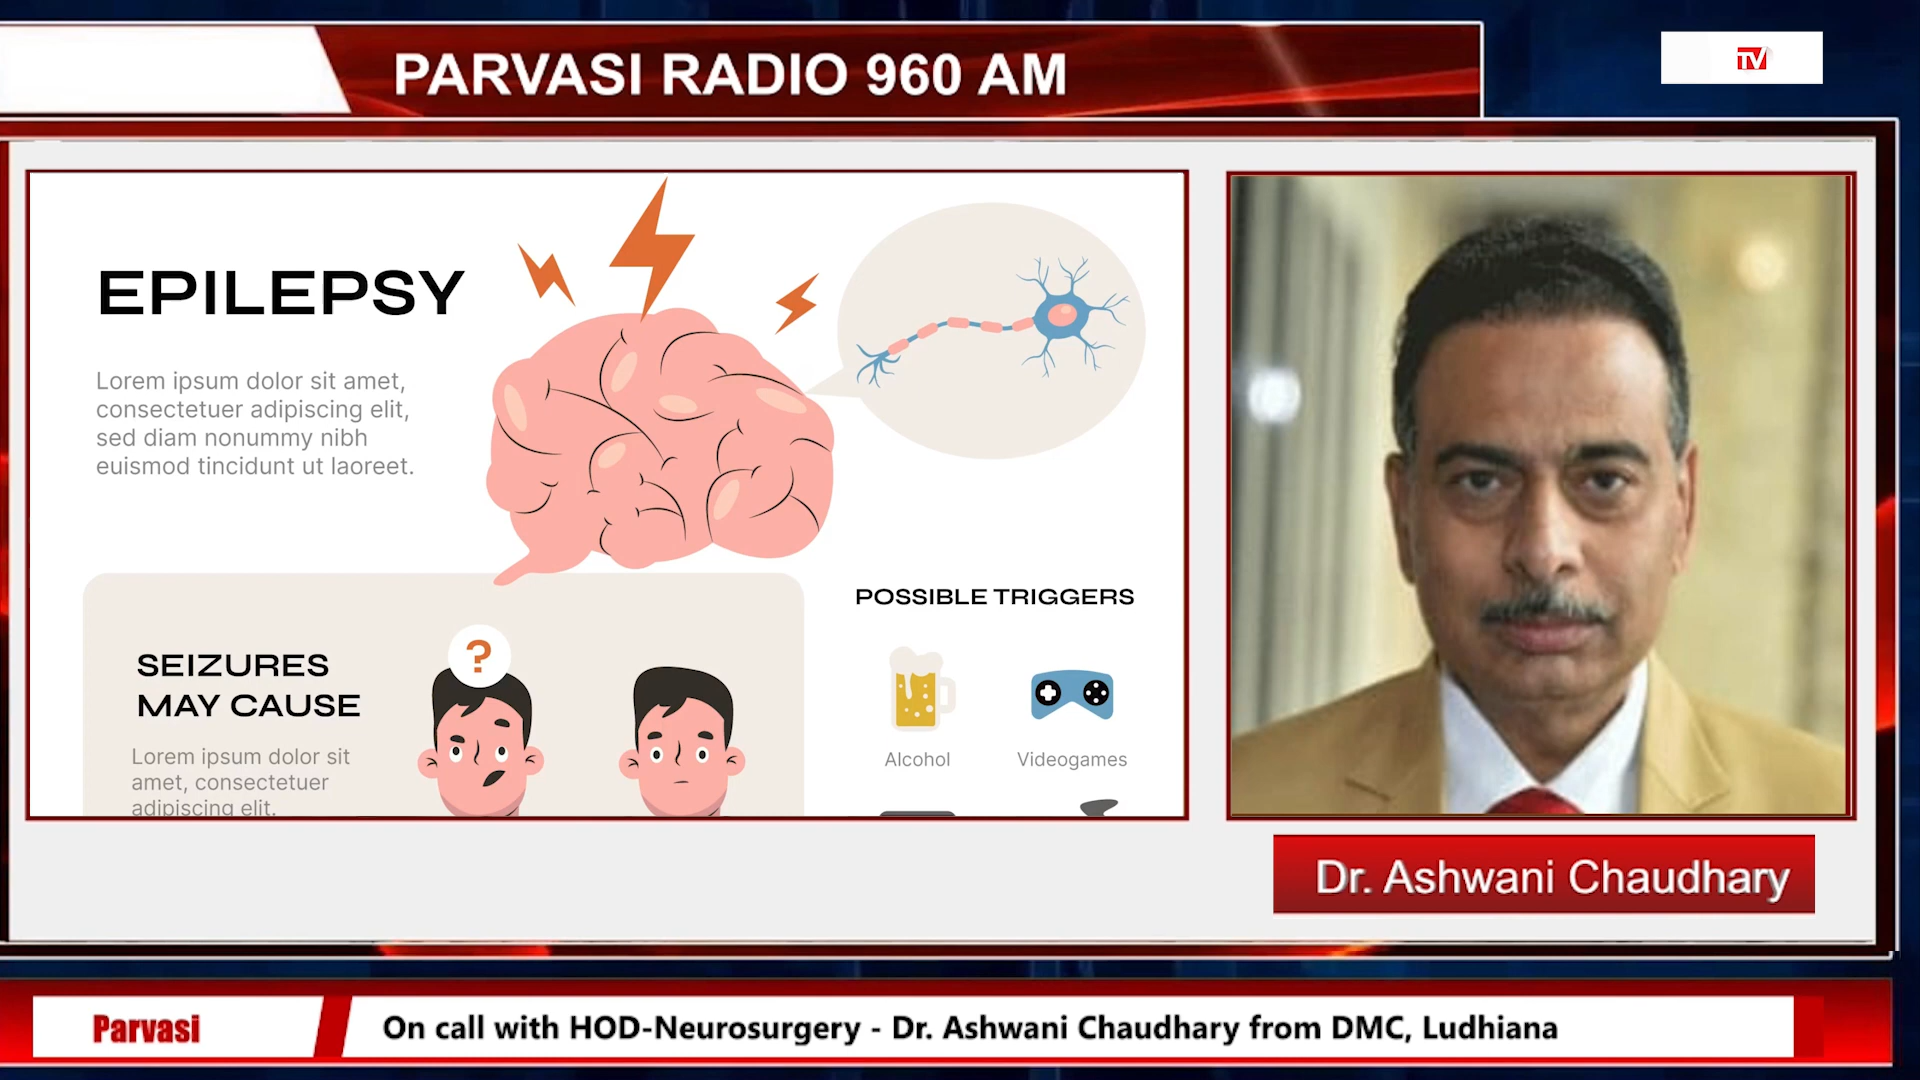 PARVASI RADIO 960 AM
TV
EPILEPSY
Lorem ipsum dolor sit amet,
consectetuer adipiscing elit,
sed diam nonummy nibh
euismod tincidunt ut laoreet.
SEIZURES
MAY CAUSE
Lorem ipsum dolor sit
amet, consectetuer
adipiscing elit.
?
POSSIBLE TRIGGERS
Alcohol
Videogames
Dr. Ashwani Chaudhary
Parvasi
On call with HOD-Neurosurgery - Dr. Ashwani Chaudhary from DMC, Ludhiana